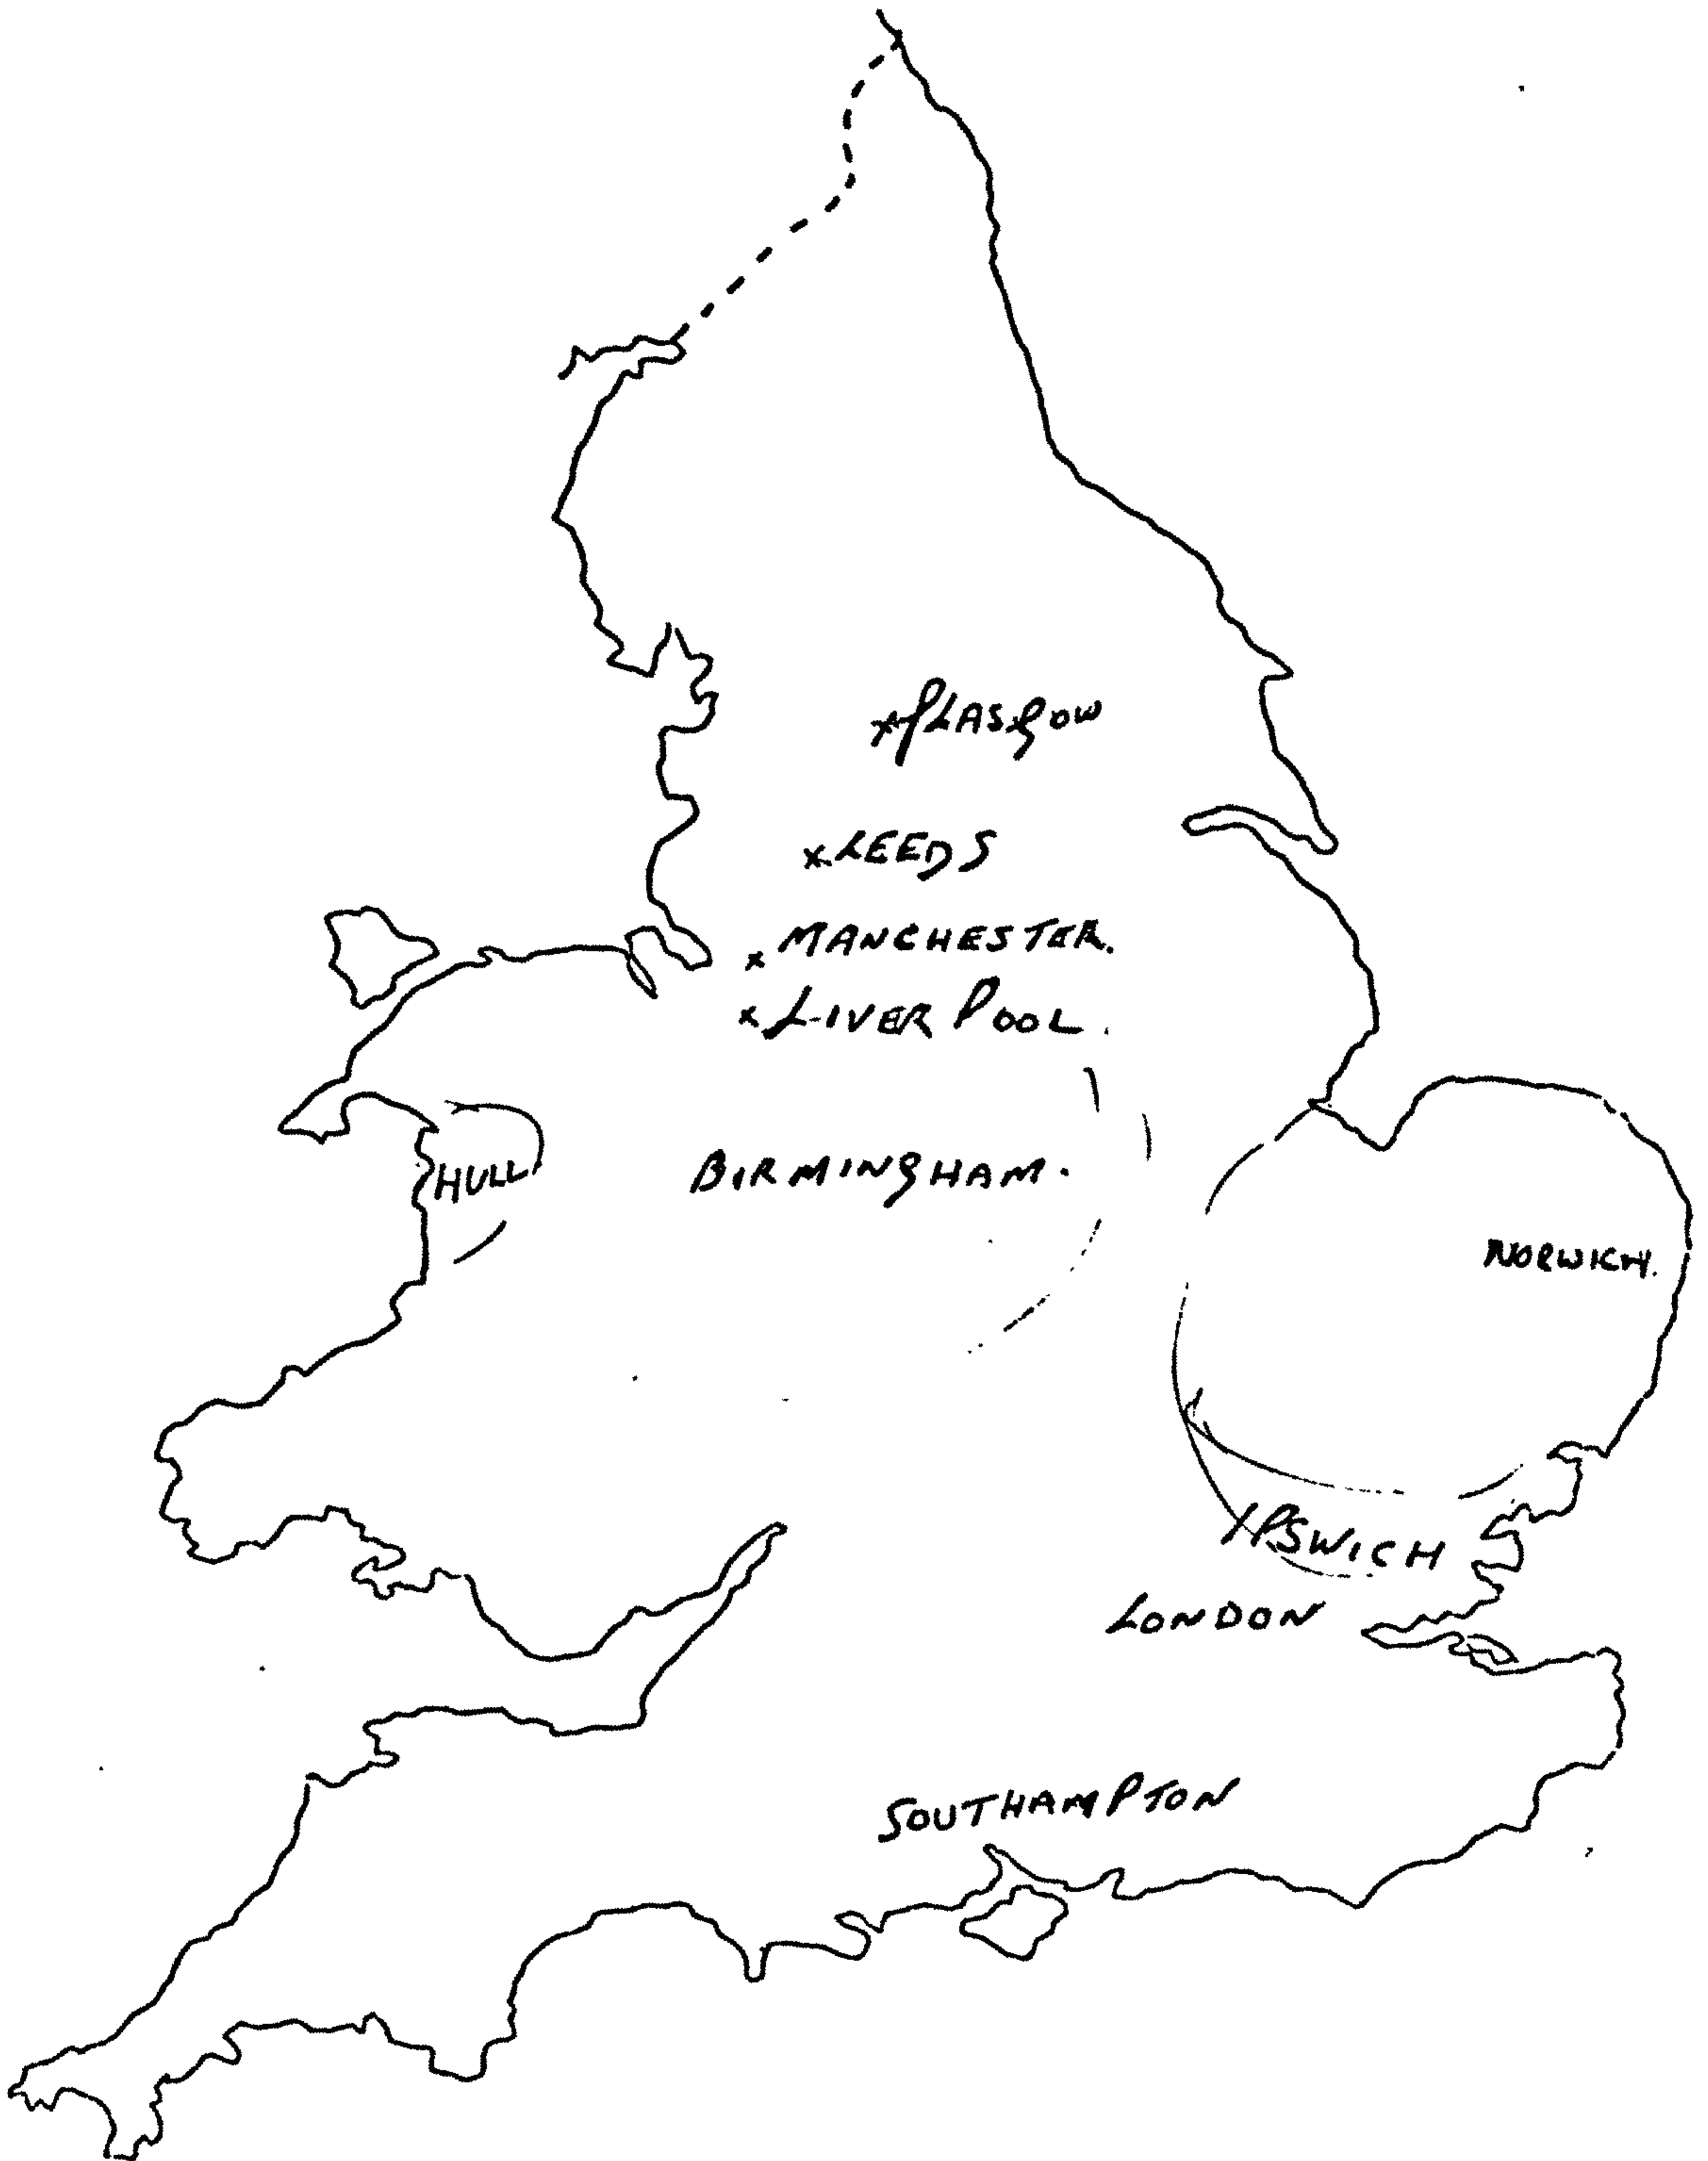 x GLASGOW
x LEEDS
x MANCHESTER.
x LIVERPOOL.
HULL
BIRMINGHAM.
NORWICH.
IPSWICH
LONDON
SOUTHAMPTON